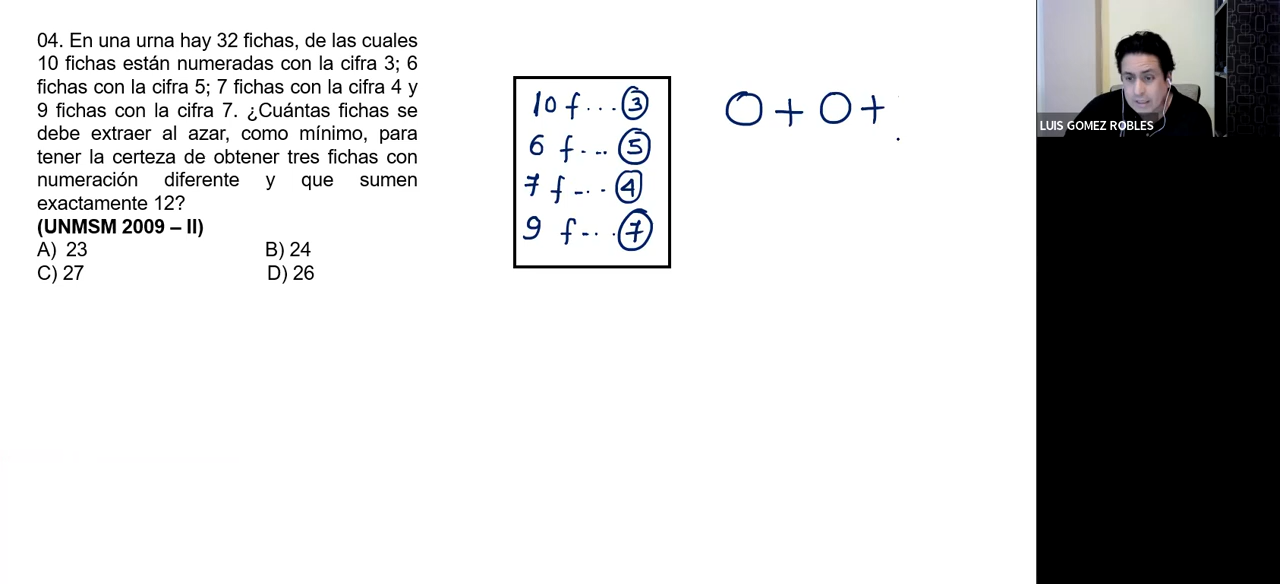 04. En una urna hay 32 fichas, de las cuales
10 fichas están numeradas con la cifra 3; 6
fichas con la cifra 5; 7 fichas con la cifra 4 y
9 fichas con la cifra 7. ¿Cuántas fichas se
debe extraer al azar, como mínimo, para
tener la certeza de obtener tres fichas con
numeración diferente y que sumen
exactamente 12?
(UNMSM 2009 – II)
A) 23 B) 24
C) 27 D) 26
10 f...3
6 f...5
7 f...4
9 f...7
O + O +
LUIS GOMEZ ROBLES